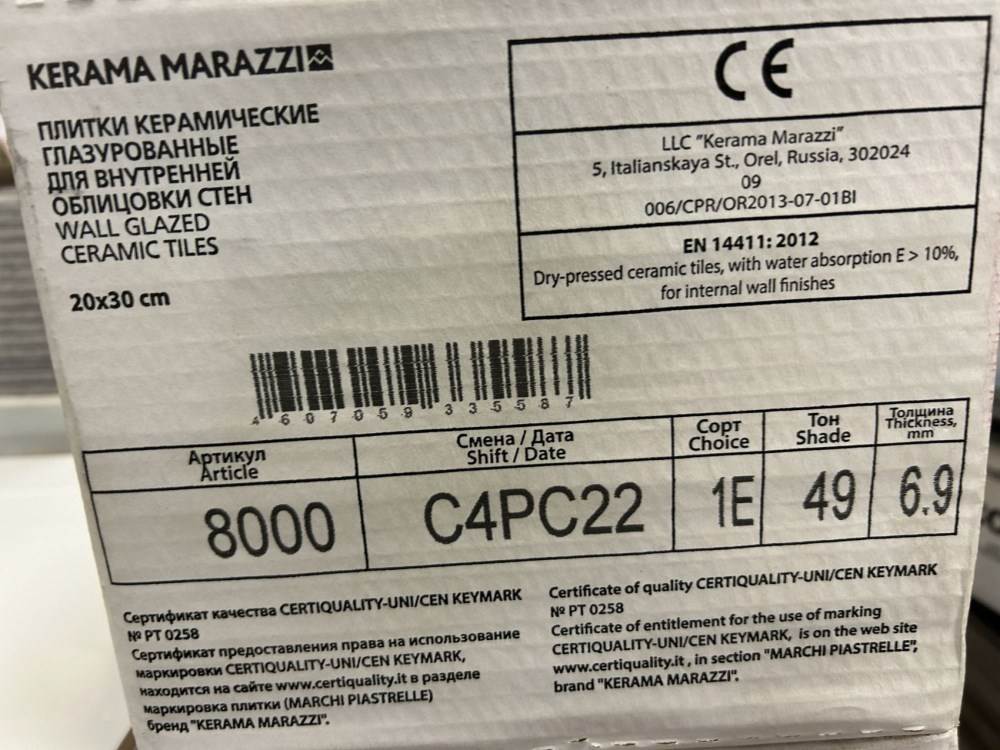 KERAMA MARAZZI
ПЛИТКИ КЕРАМИЧЕСКИЕ
ГЛАЗУРОВАННЫЕ
ДЛЯ ВНУТРЕННЕЙ
ОБЛИЦОВКИ СТЕН
WALL GLAZED
CERAMIC TILES
20x30 cm
CE
LLC "Kerama Marazzi"
5, Italianskaya St., Orel, Russia, 302024
09
006/CPR/OR2013-07-01BI
EN 14411: 2012
Dry-pressed ceramic tiles, with water absorption E > 10%,
for internal wall finishes
4 607059 335587
Артикул
Article
Смена / Дата
Shift / Date
Сорт
Choice
Тон
Shade
Толщина
Thickness,
mm
8000
C4PC22
1E
49
6.9
Сертификат качества CERTIQUALITY-UNI/CEN KEYMARK
№ PT 0258
Сертификат предоставления права на использование
маркировки CERTIQUALITY-UNI/CEN KEYMARK,
находится на сайте www.certiquality.it в разделе
маркировка плитки (MARCHI PIASTRELLE)
бренд "KERAMA MARAZZI".
Certificate of quality CERTIQUALITY-UNI/CEN KEYMARK
№ PT 0258
Certificate of entitlement for the use of marking
CERTIQUALITY-UNI/CEN KEYMARK, is on the web site
www.certiquality.it , in section "MARCHI PIASTRELLE",
brand "KERAMA MARAZZI".